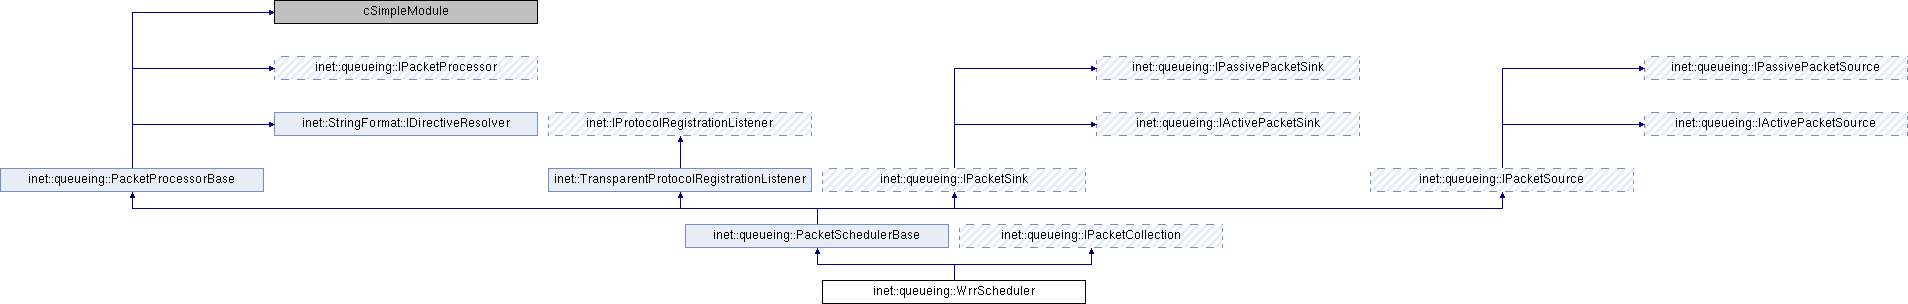 cSimpleModule
inet::queueing::IPacketProcessor
inet::queueing::IPassivePacketSink
inet::queueing::IPassivePacketSource
inet::StringFormat::IDirectiveResolver
inet::IProtocolRegistrationListener
inet::queueing::IActivePacketSink
inet::queueing::IActivePacketSource
inet::queueing::PacketProcessorBase
inet::TransparentProtocolRegistrationListener
inet::queueing::IPacketSink
inet::queueing::IPacketSource
inet::queueing::PacketSchedulerBase
inet::queueing::IPacketCollection
inet::queueing::WrrScheduler